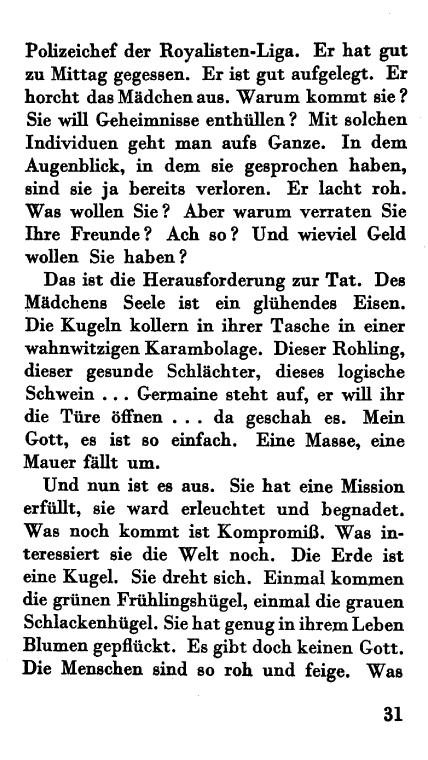 Polizeichef der Royalisten-Liga. Er hat gut
zu Mittag gegessen. Er ist gut aufgelegt. Er
horcht das Mädchen aus. Warum kommt sie?
Sie will Geheimnisse enthüllen? Mit solchen
Individuen geht man aufs Ganze. In dem
Augenblick, in dem sie gesprochen haben,
sind sie ja bereits verloren. Er lacht roh.
Was wollen Sie? Aber warum verraten Sie
Ihre Freunde? Ach so? Und wieviel Geld
wollen Sie haben?
Das ist die Herausforderung zur Tat. Des
Mädchens Seele ist ein glühendes Eisen.
Die Kugeln kollern in ihrer Tasche in einer
wahnwitzigen Karambolage. Dieser Rohling,
dieser gesunde Schlächter, dieses logische
Schwein ... Germaine steht auf, er will ihr
die Türe öffnen ... da geschah es. Mein
Gott, es ist so einfach. Eine Masse, eine
Mauer fällt um.
Und nun ist es aus. Sie hat eine Mission
erfüllt, sie ward erleuchtet und begnadet.
Was noch kommt ist Kompromiß. Was in-
teressiert sie die Welt noch. Die Erde ist
eine Kugel. Sie dreht sich. Einmal kommen
die grünen Frühlingshügel, einmal die grauen
Schlackenhügel. Sie hat genug in ihrem Leben
Blumen gepflückt. Es gibt doch keinen Gott.
Die Menschen sind so roh und feige. Was
31